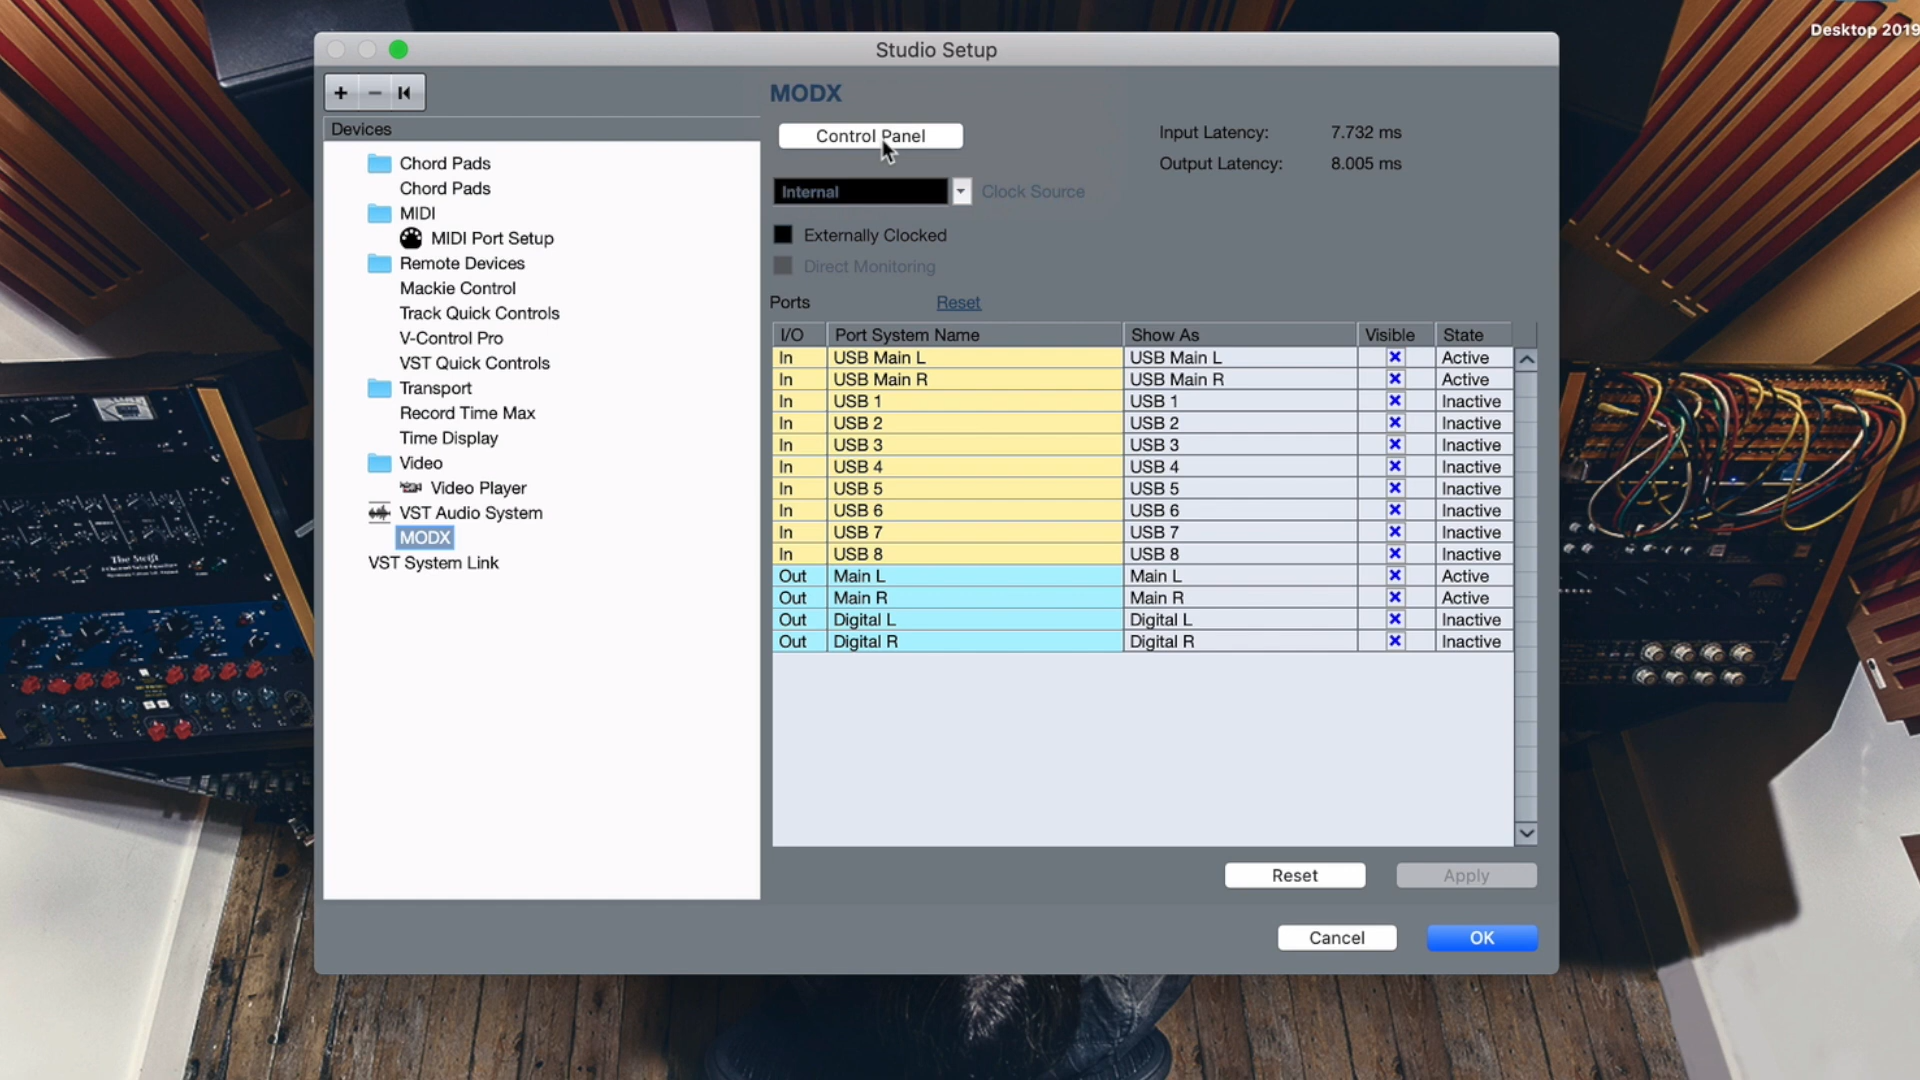 Desktop 2019
Studio Setup
+ −
Devices
Chord Pads
Chord Pads
MIDI
MIDI Port Setup
Remote Devices
Mackie Control
Track Quick Controls
V-Control Pro
VST Quick Controls
Transport
Record Time Max
Time Display
Video
Video Player
VST Audio System
MODX
VST System Link
MODX
Control Panel
Input Latency: 7.732 ms
Output Latency: 8.005 ms
Internal Clock Source
Externally Clocked
Direct Monitoring
Ports Reset
I/O Port System Name Show As Visible State
In USB Main L USB Main L Active
In USB Main R USB Main R Active
In USB 1 USB 1 Inactive
In USB 2 USB 2 Inactive
In USB 3 USB 3 Inactive
In USB 4 USB 4 Inactive
In USB 5 USB 5 Inactive
In USB 6 USB 6 Inactive
In USB 7 USB 7 Inactive
In USB 8 USB 8 Inactive
Out Main L Main L Active
Out Main R Main R Active
Out Digital L Digital L Inactive
Out Digital R Digital R Inactive
Reset Apply
Cancel OK
The Swift